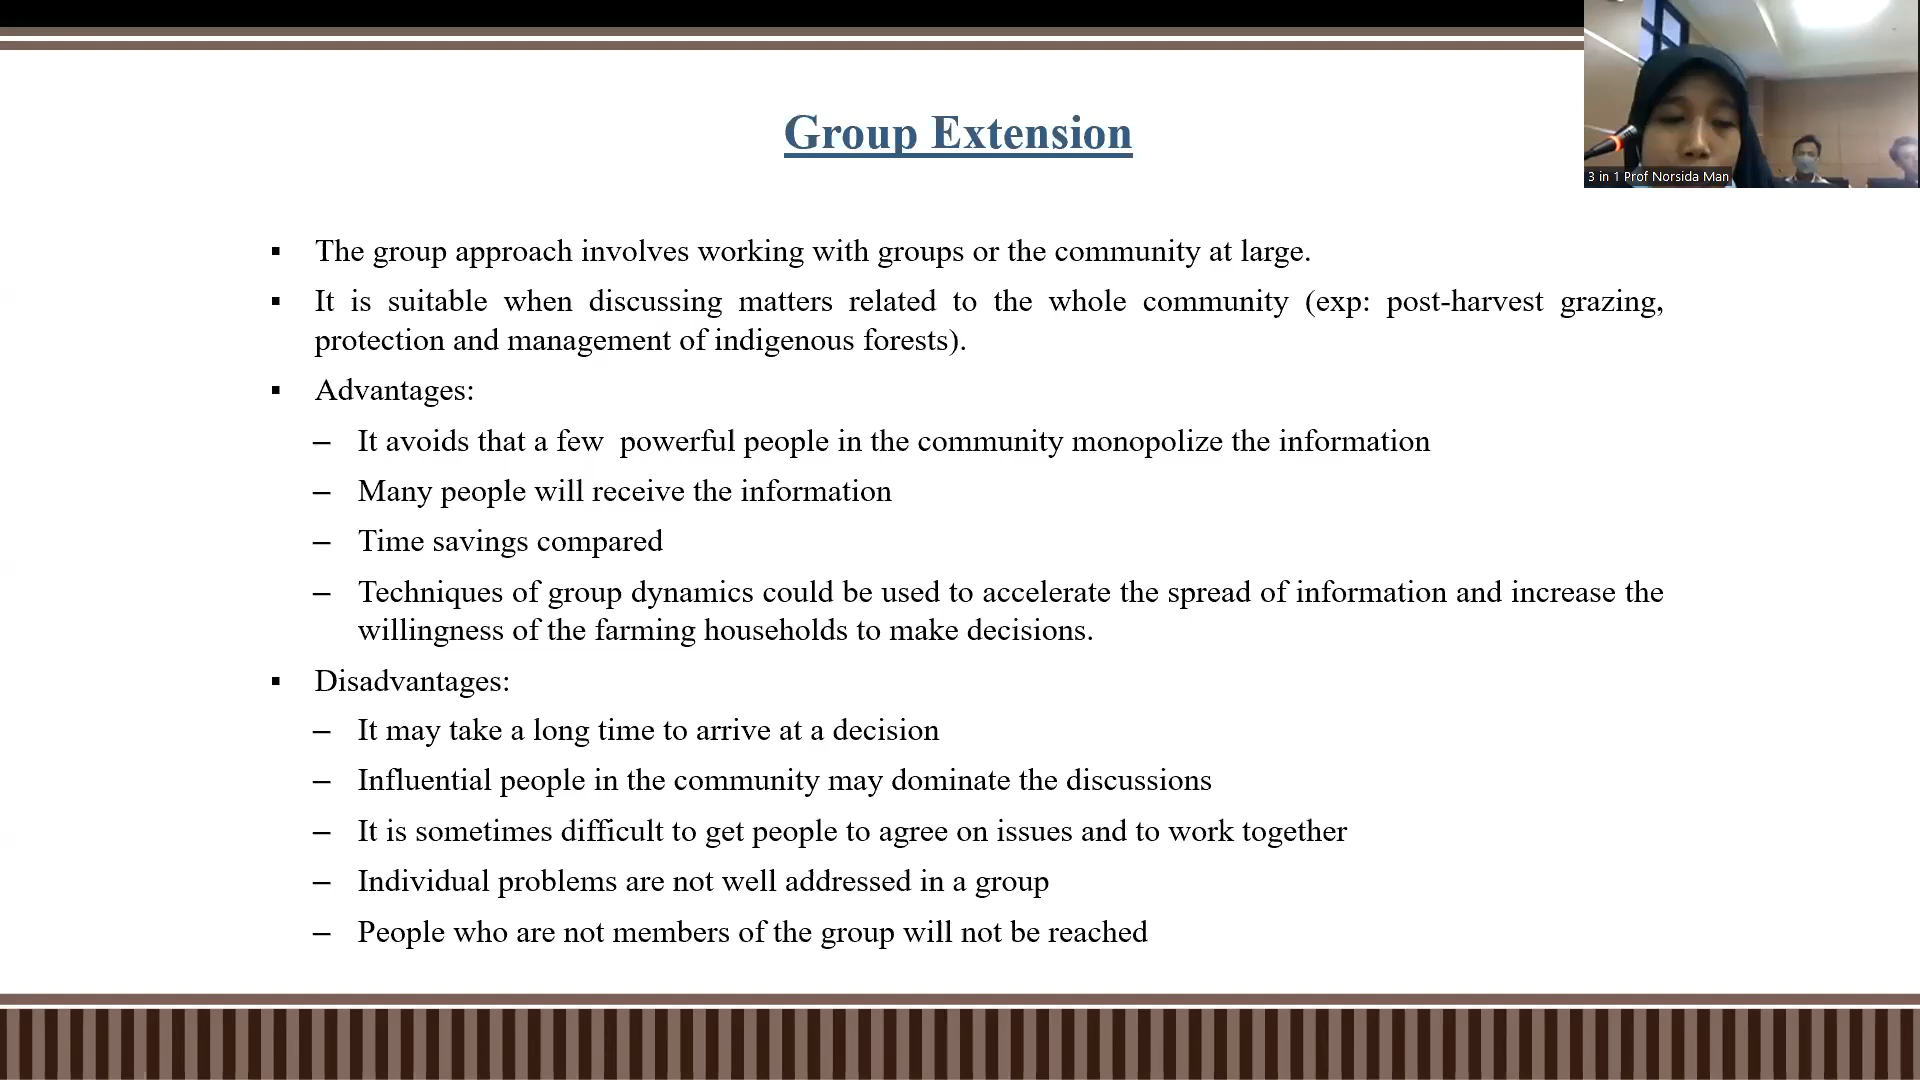 Group Extension
3 in 1 Prof Norsida Man
▪ The group approach involves working with groups or the community at large.
▪ It is suitable when discussing matters related to the whole community (exp: post-harvest grazing,
protection and management of indigenous forests).
▪ Advantages:
– It avoids that a few powerful people in the community monopolize the information
– Many people will receive the information
– Time savings compared
– Techniques of group dynamics could be used to accelerate the spread of information and increase the
willingness of the farming households to make decisions.
▪ Disadvantages:
– It may take a long time to arrive at a decision
– Influential people in the community may dominate the discussions
– It is sometimes difficult to get people to agree on issues and to work together
– Individual problems are not well addressed in a group
– People who are not members of the group will not be reached